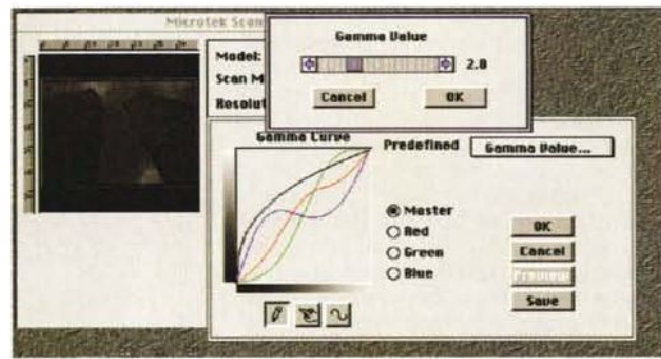 Microtek Scan
Gamma Value
2.0
Cancel
OK
Model:
Scan M
Resolut
Gamma Curve
Predefined
Gamma Value...
Master
Red
Green
Blue
OK
Cancel
Preview
Save